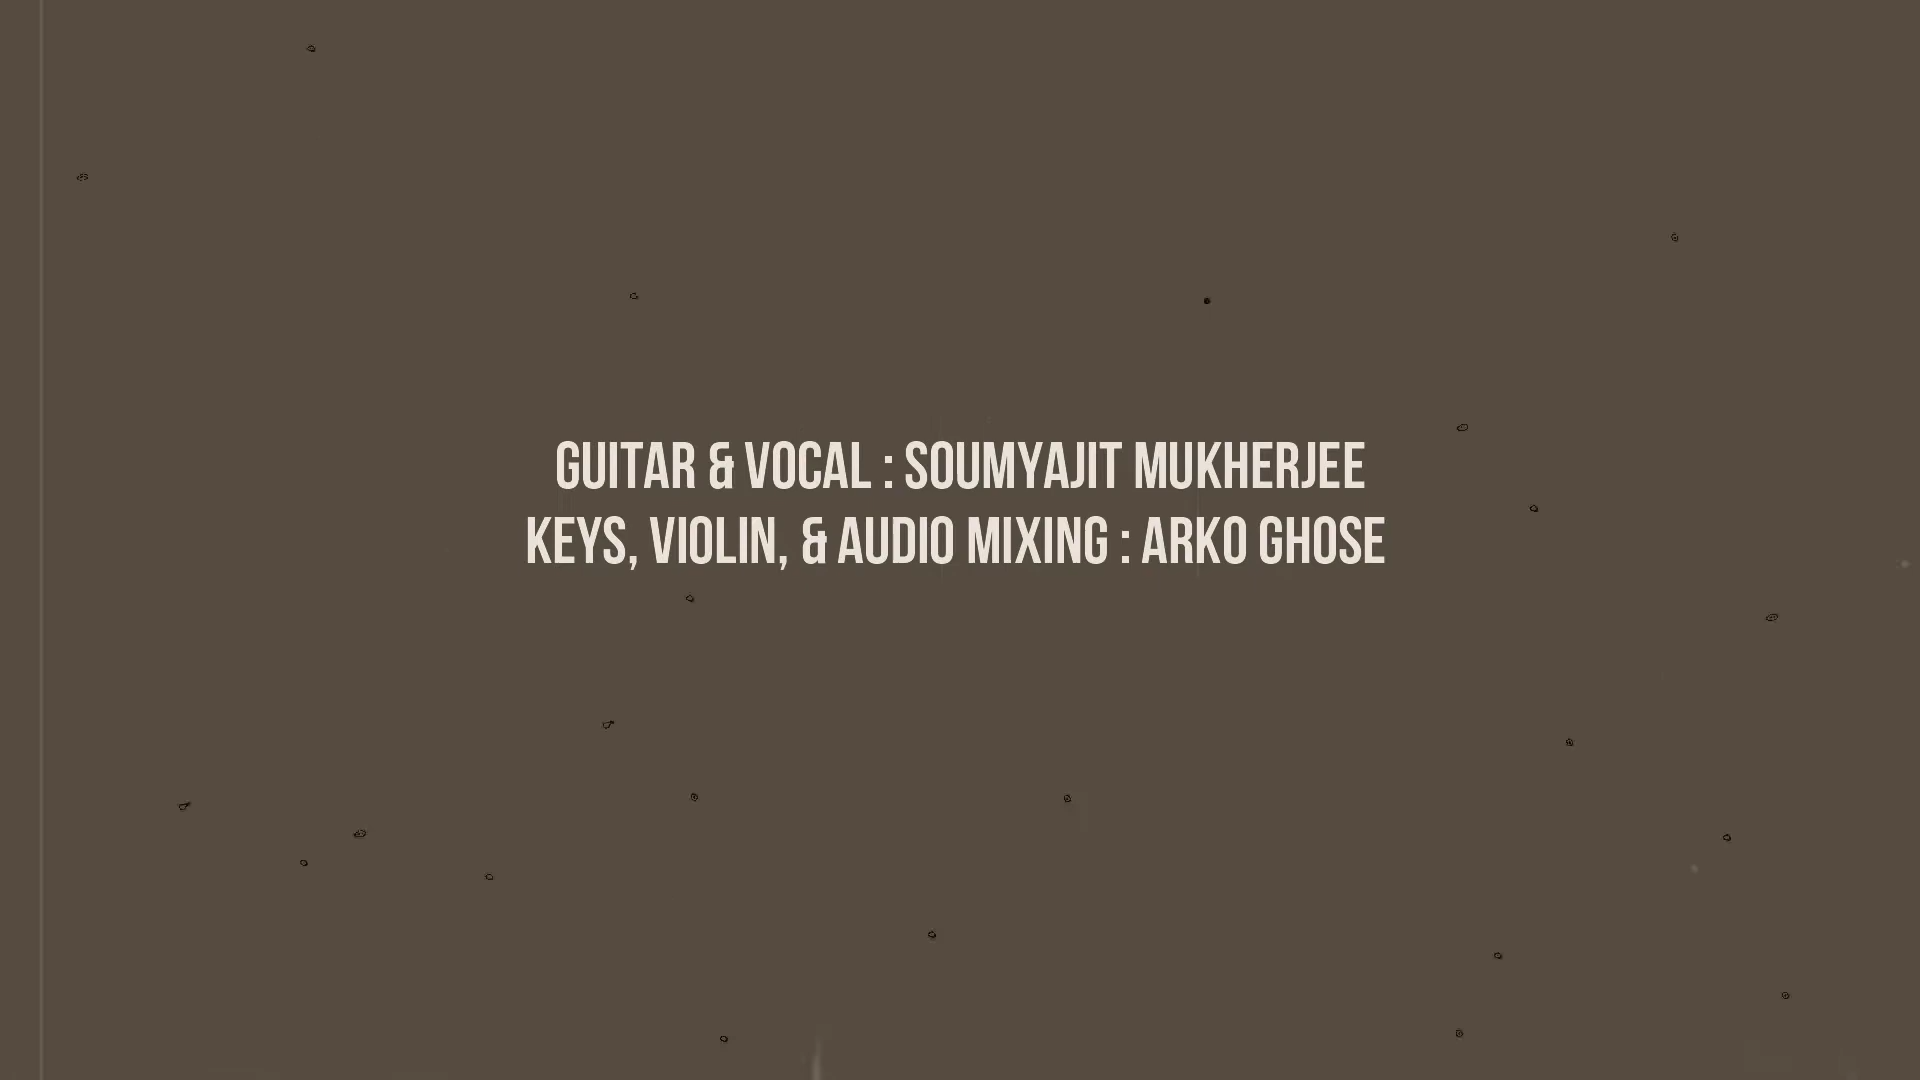 GUITAR & VOCAL : SOUMYAJIT MUKHERJEE
KEYS, VIOLIN, & AUDIO MIXING : ARKO GHOSE